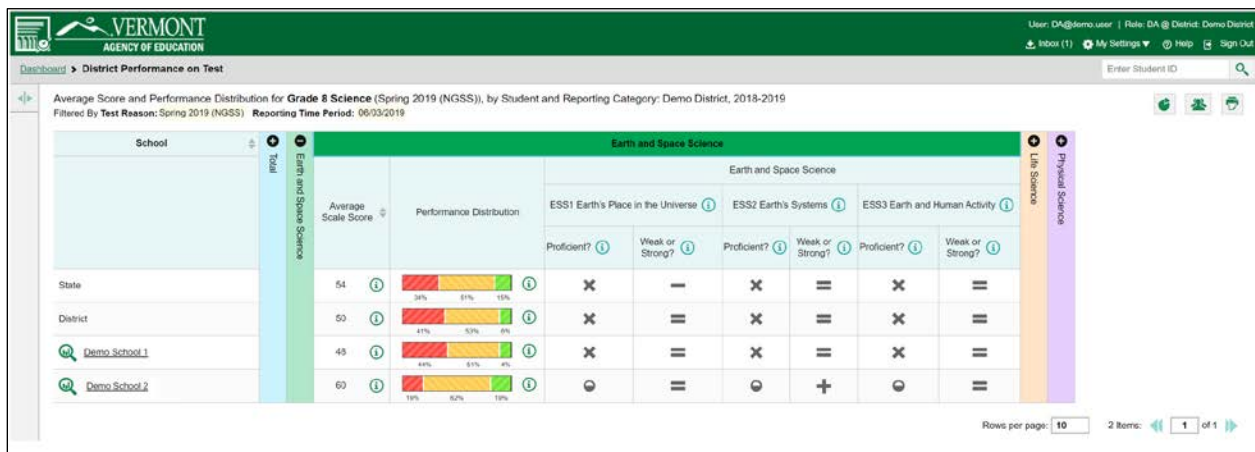 User: DA@demo.user | Role: DA @ District: Demo District
VERMONT
AGENCY OF EDUCATION
Inbox (1) My Settings Help Sign Out
Dashboard > District Performance on Test
Enter Student ID
Average Score and Performance Distribution for Grade 8 Science (Spring 2019 (NGSS)), by Student and Reporting Category: Demo District, 2018-2019
Filtered By Test Reason: Spring 2019 (NGSS) Reporting Time Period: 06/03/2019
School
Total
Earth and Space Science
Earth and Space Science
Life Science
Physical Science
Earth and Space Science
Average Scale Score
Performance Distribution
ESS1 Earth's Place in the Universe
ESS2 Earth's Systems
ESS3 Earth and Human Activity
Proficient? Weak or Strong? Proficient? Weak or Strong? Proficient? Weak or Strong?
State 54
34% 51% 15%
District 50
41% 53% 6%
Demo School 1 48
44% 51% 4%
Demo School 2 60
19% 62% 19%
Rows per page: 10 2 Items: 1 of 1